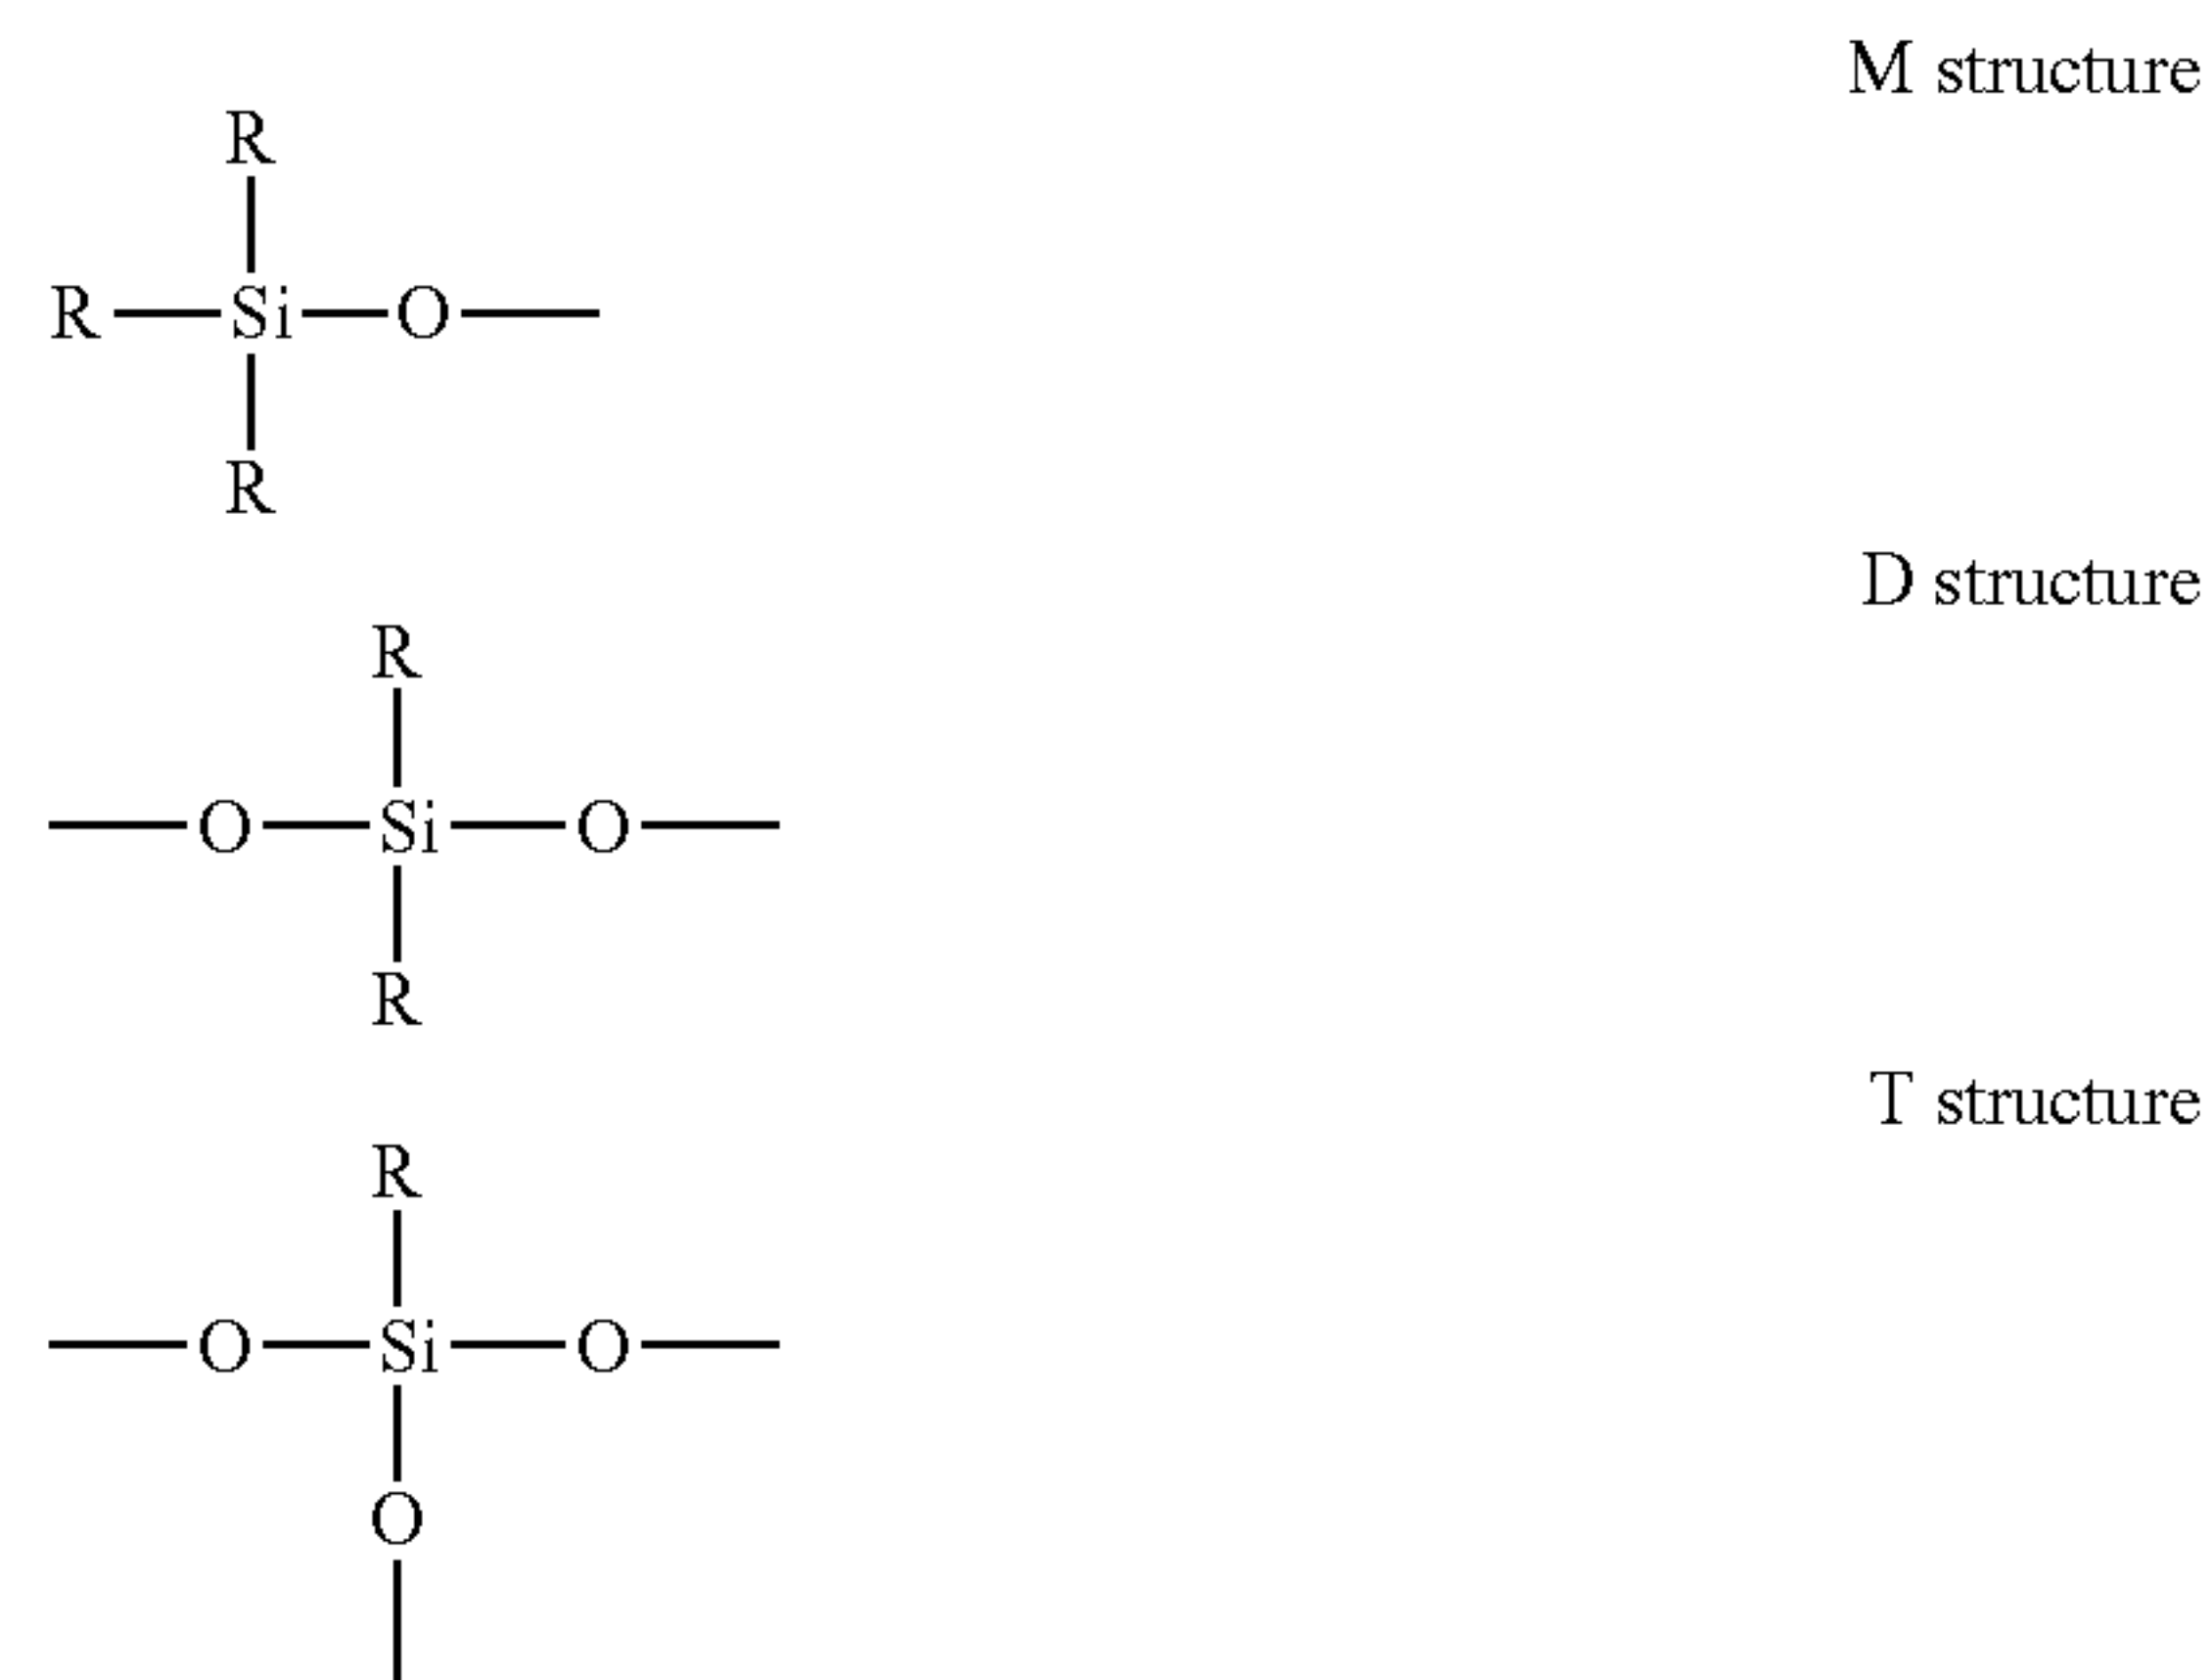 M structure
R
R Si O
R
D structure
R
O Si O
R
T structure
R
O Si O
O